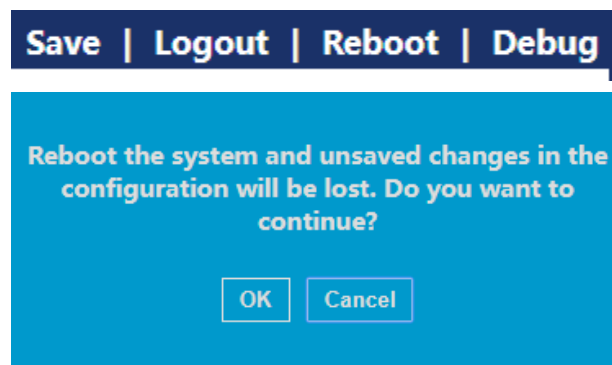 Save | Logout | Reboot | Debug
Reboot the system and unsaved changes in the
configuration will be lost. Do you want to
continue?
OK Cancel